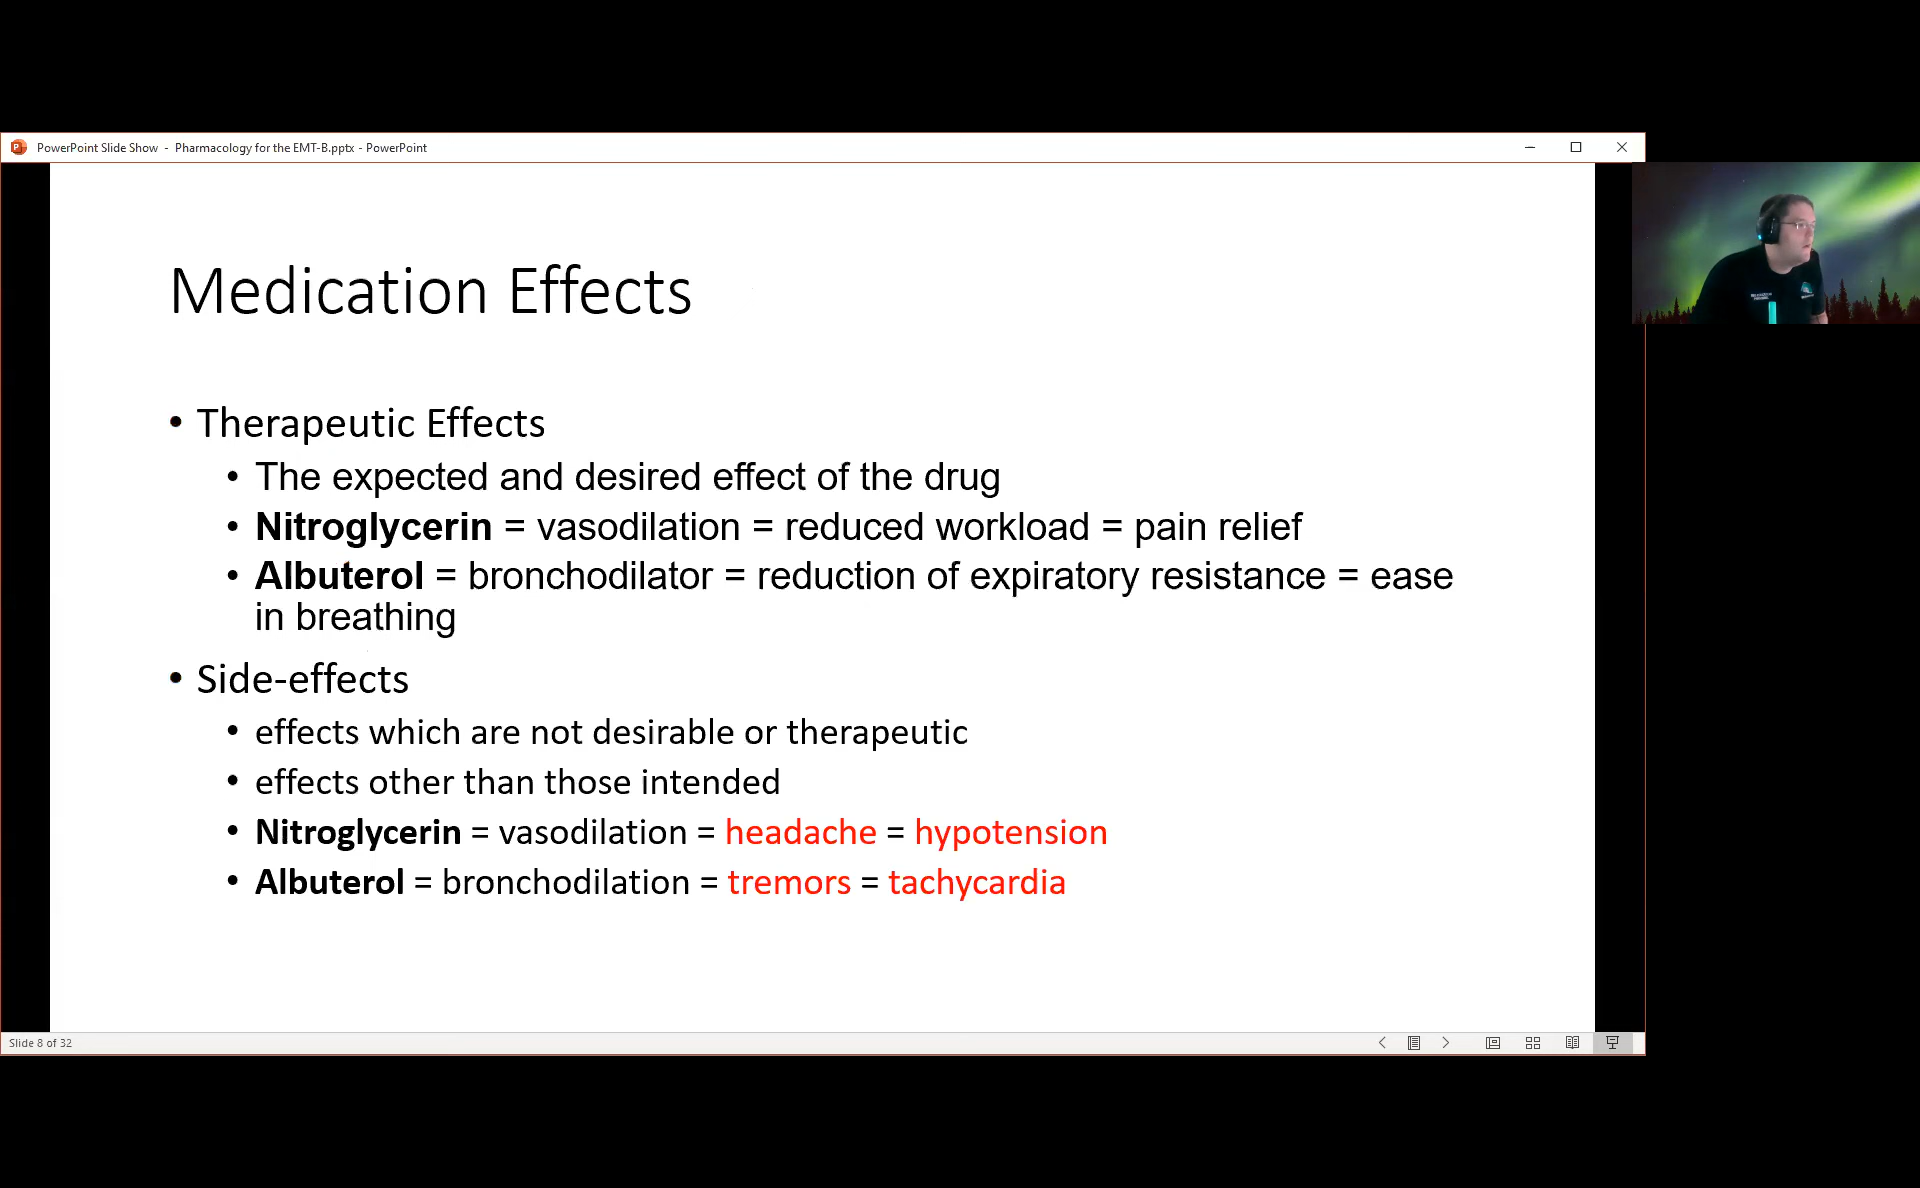 PowerPoint Slide Show - Pharmacology for the EMT-B.pptx - PowerPoint
Medication Effects
• Therapeutic Effects
• The expected and desired effect of the drug
• Nitroglycerin = vasodilation = reduced workload = pain relief
• Albuterol = bronchodilator = reduction of expiratory resistance = ease
in breathing
• Side-effects
• effects which are not desirable or therapeutic
• effects other than those intended
• Nitroglycerin = vasodilation = headache = hypotension
• Albuterol = bronchodilation = tremors = tachycardia
Slide 8 of 32